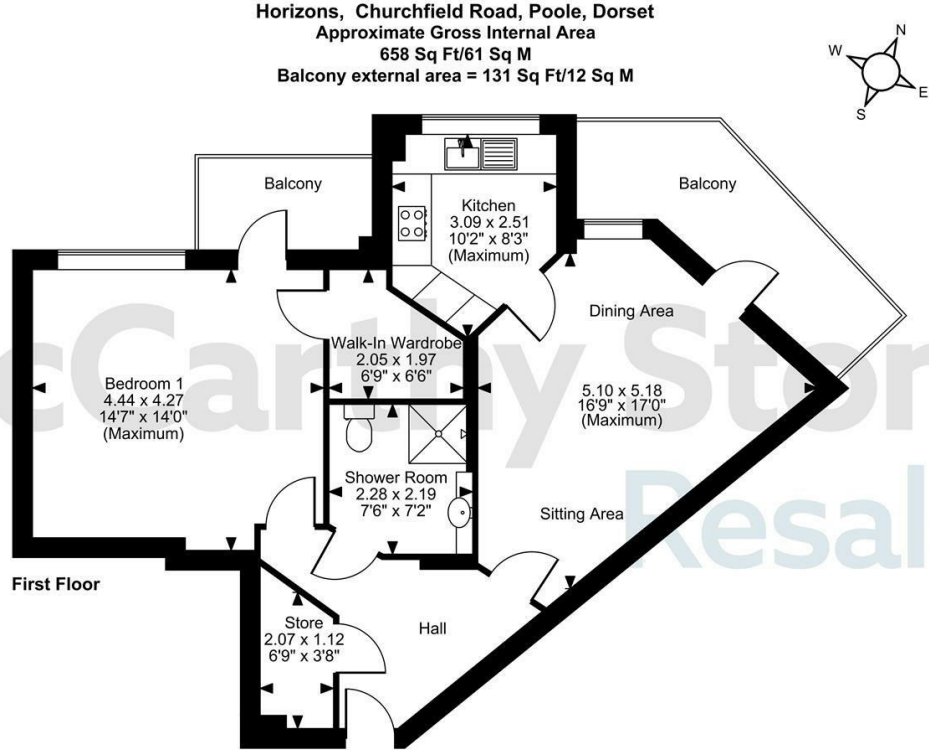 Horizons, Churchfield Road, Poole, Dorset
Approximate Gross Internal Area
658 Sq Ft/61 Sq M
Balcony external area = 131 Sq Ft/12 Sq M
N
W
E
S
Balcony
Balcony
Kitchen
3.09 x 2.51
10'2" x 8'3"
(Maximum)
Dining Area
Walk-In Wardrobe
2.05 x 1.97
6'9" x 6'6"
Bedroom 1
4.44 x 4.27
14'7" x 14'0"
(Maximum)
5.10 x 5.18
16'9" x 17'0"
(Maximum)
cCarthy Stor
Shower Room
2.28 x 2.19
7'6" x 7'2"
Sitting Area
Resal
First Floor
Store
2.07 x 1.12
6'9" x 3'8"
Hall